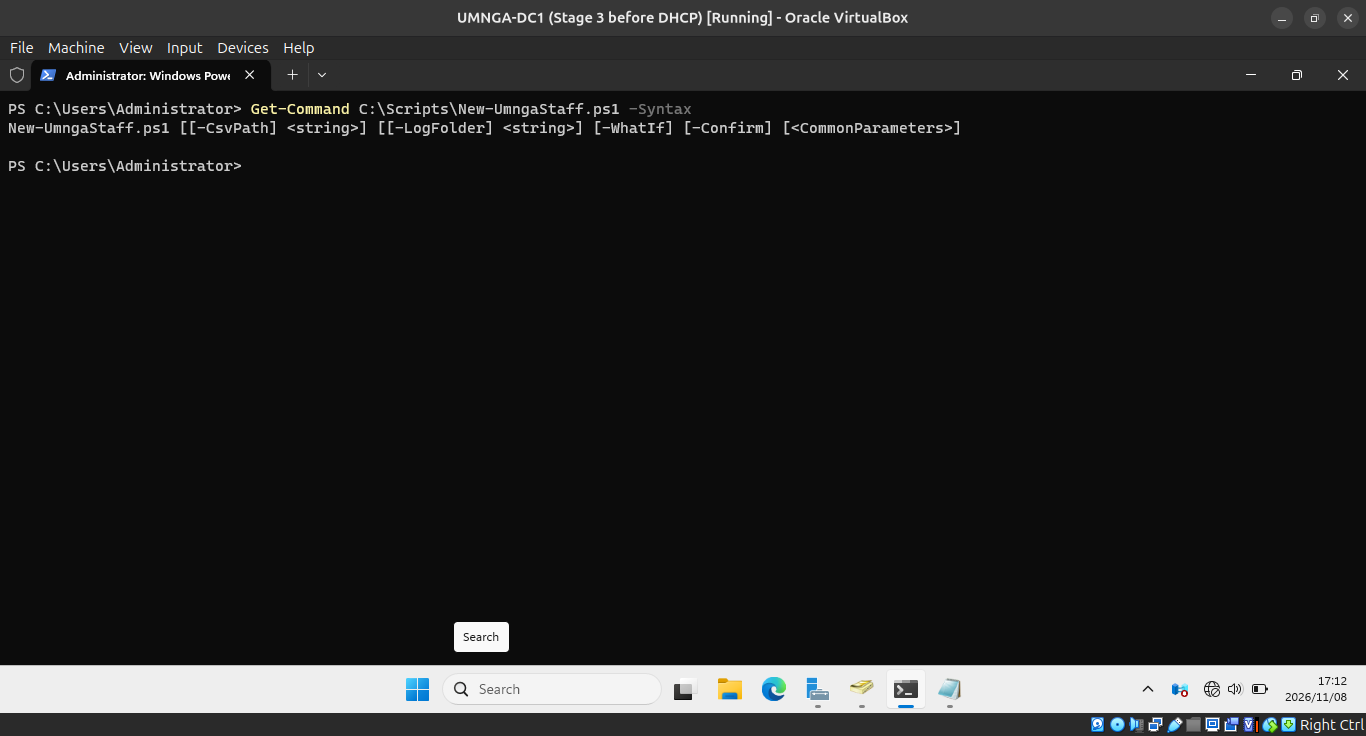 UMNGA-DC1 (Stage 3 before DHCP) [Running] - Oracle VirtualBox
File Machine View Input Devices Help
Administrator: Windows Powe
PS C:\Users\Administrator> Get-Command C:\Scripts\New-UmngaStaff.ps1 -Syntax
New-UmngaStaff.ps1 [[-CsvPath] <string>] [[-LogFolder] <string>] [-WhatIf] [-Confirm] [<CommonParameters>]
PS C:\Users\Administrator>
Search
Search
17:12
2026/11/08
Right Ctrl